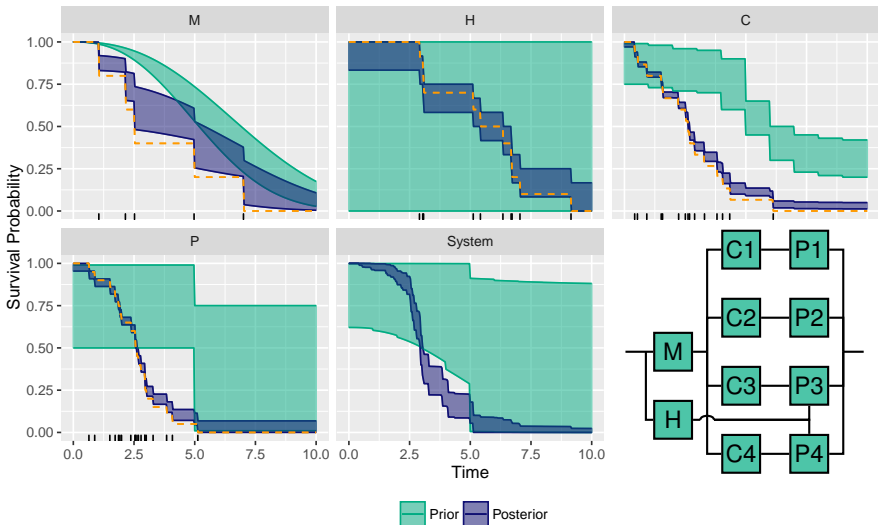 M
H
C
1.00
0.75
0.50
0.25
0.00
P
System
1.00
0.75
0.50
0.25
0.00
0.0 2.5 5.0 7.5 10.0
0.0 2.5 5.0 7.5 10.0
Survival Probability
Time
C1 P1
C2 P2
M
C3 P3
H
C4 P4
Prior Posterior